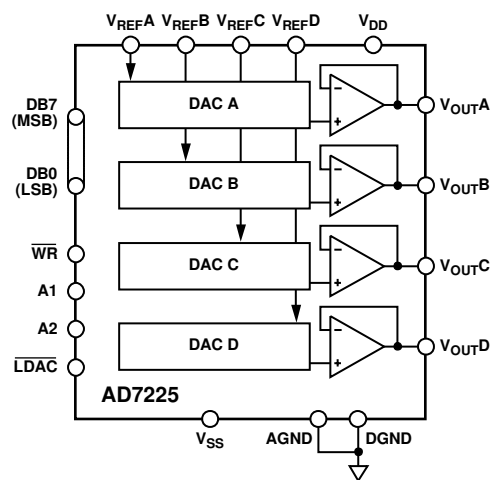 VREFA VREFB VREFC VREFD VDD
DB7
(MSB)
DAC A
− +
VOUTA
DB0
(LSB)
DAC B
− +
VOUTB
WR
A1
DAC C
− +
VOUTC
A2
LDAC
DAC D
− +
VOUTD
AD7225
VSS
AGND DGND